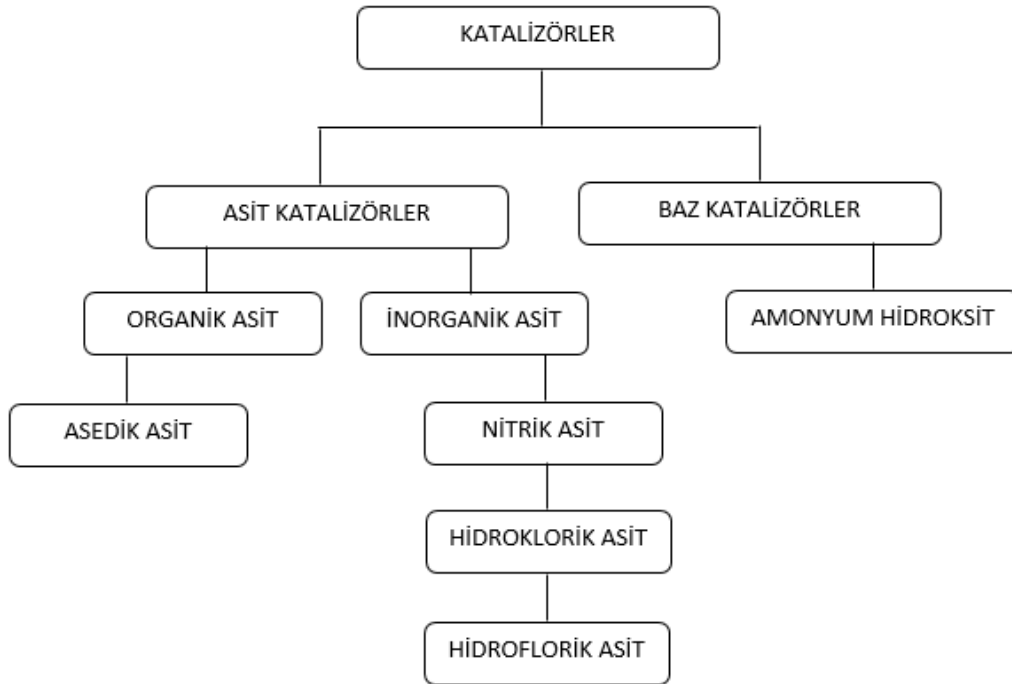 KATALİZÖRLER
ASİT KATALİZÖRLER
BAZ KATALİZÖRLER
ORGANİK ASİT
İNORGANİK ASİT
AMONYUM HİDROKSİT
ASEDİK ASİT
NİTRİK ASİT
HİDROKLORİK ASİT
HİDROFLORİK ASİT